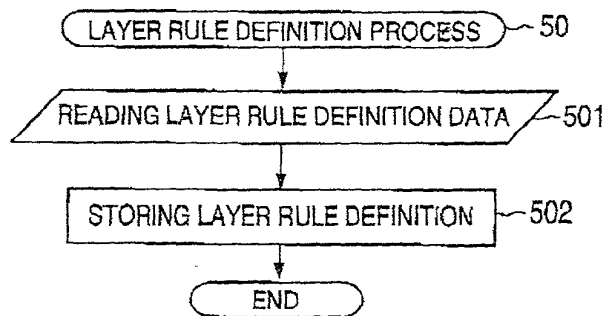 LAYER RULE DEFINITION PROCESS 50
READING LAYER RULE DEFINITION DATA 501
STORING LAYER RULE DEFINITION 502
END